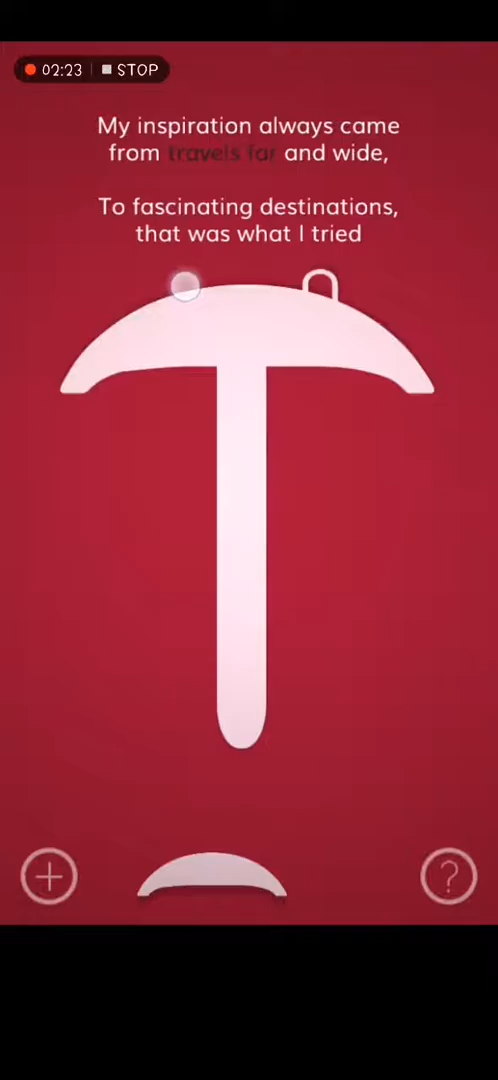 02:23 STOP
My inspiration always came
from travels far and wide,
To fascinating destinations,
that was what I tried
+
?